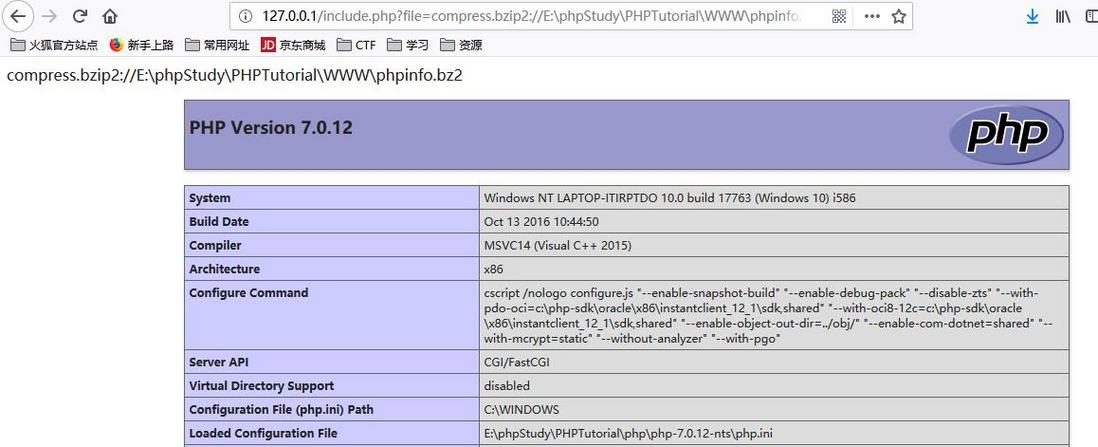 127.0.0.1/include.php?file=compress.bzip2://E:\phpStudy\PHPTutorial\WWW\phpinfo.
火狐官方站点 新手上路 常用网址 JD 京东商城 CTF 学习 资源
compress.bzip2://E:\phpStudy\PHPTutorial\WWW\phpinfo.bz2
PHP Version 7.0.12
php
System Windows NT LAPTOP-ITIRPTDO 10.0 build 17763 (Windows 10) i586
Build Date Oct 13 2016 10:44:50
Compiler MSVC14 (Visual C++ 2015)
Architecture x86
Configure Command cscript /nologo configure.js "--enable-snapshot-build" "--enable-debug-pack" "--disable-zts" "--with-
pdo-oci=c:\php-sdk\oracle\x86\instantclient_12_1\sdk,shared" "--with-oci8-12c=c:\php-sdk\oracle
\x86\instantclient_12_1\sdk,shared" "--enable-object-out-dir=../obj/" "--enable-com-dotnet=shared" "--
with-mcrypt=static" "--without-analyzer" "--with-pgo"
Server API CGI/FastCGI
Virtual Directory Support disabled
Configuration File (php.ini) Path C:\WINDOWS
Loaded Configuration File E:\phpStudy\PHPTutorial\php\php-7.0.12-nts\php.ini